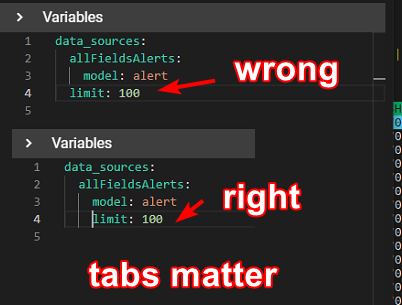 > Variables
1 data_sources:
2   allFieldsAlerts:
3     model: alert
4   limit: 100
5
wrong
> Variables
1 data_sources:
2   allFieldsAlerts:
3     model: alert
4     limit: 100
5
right
tabs matter